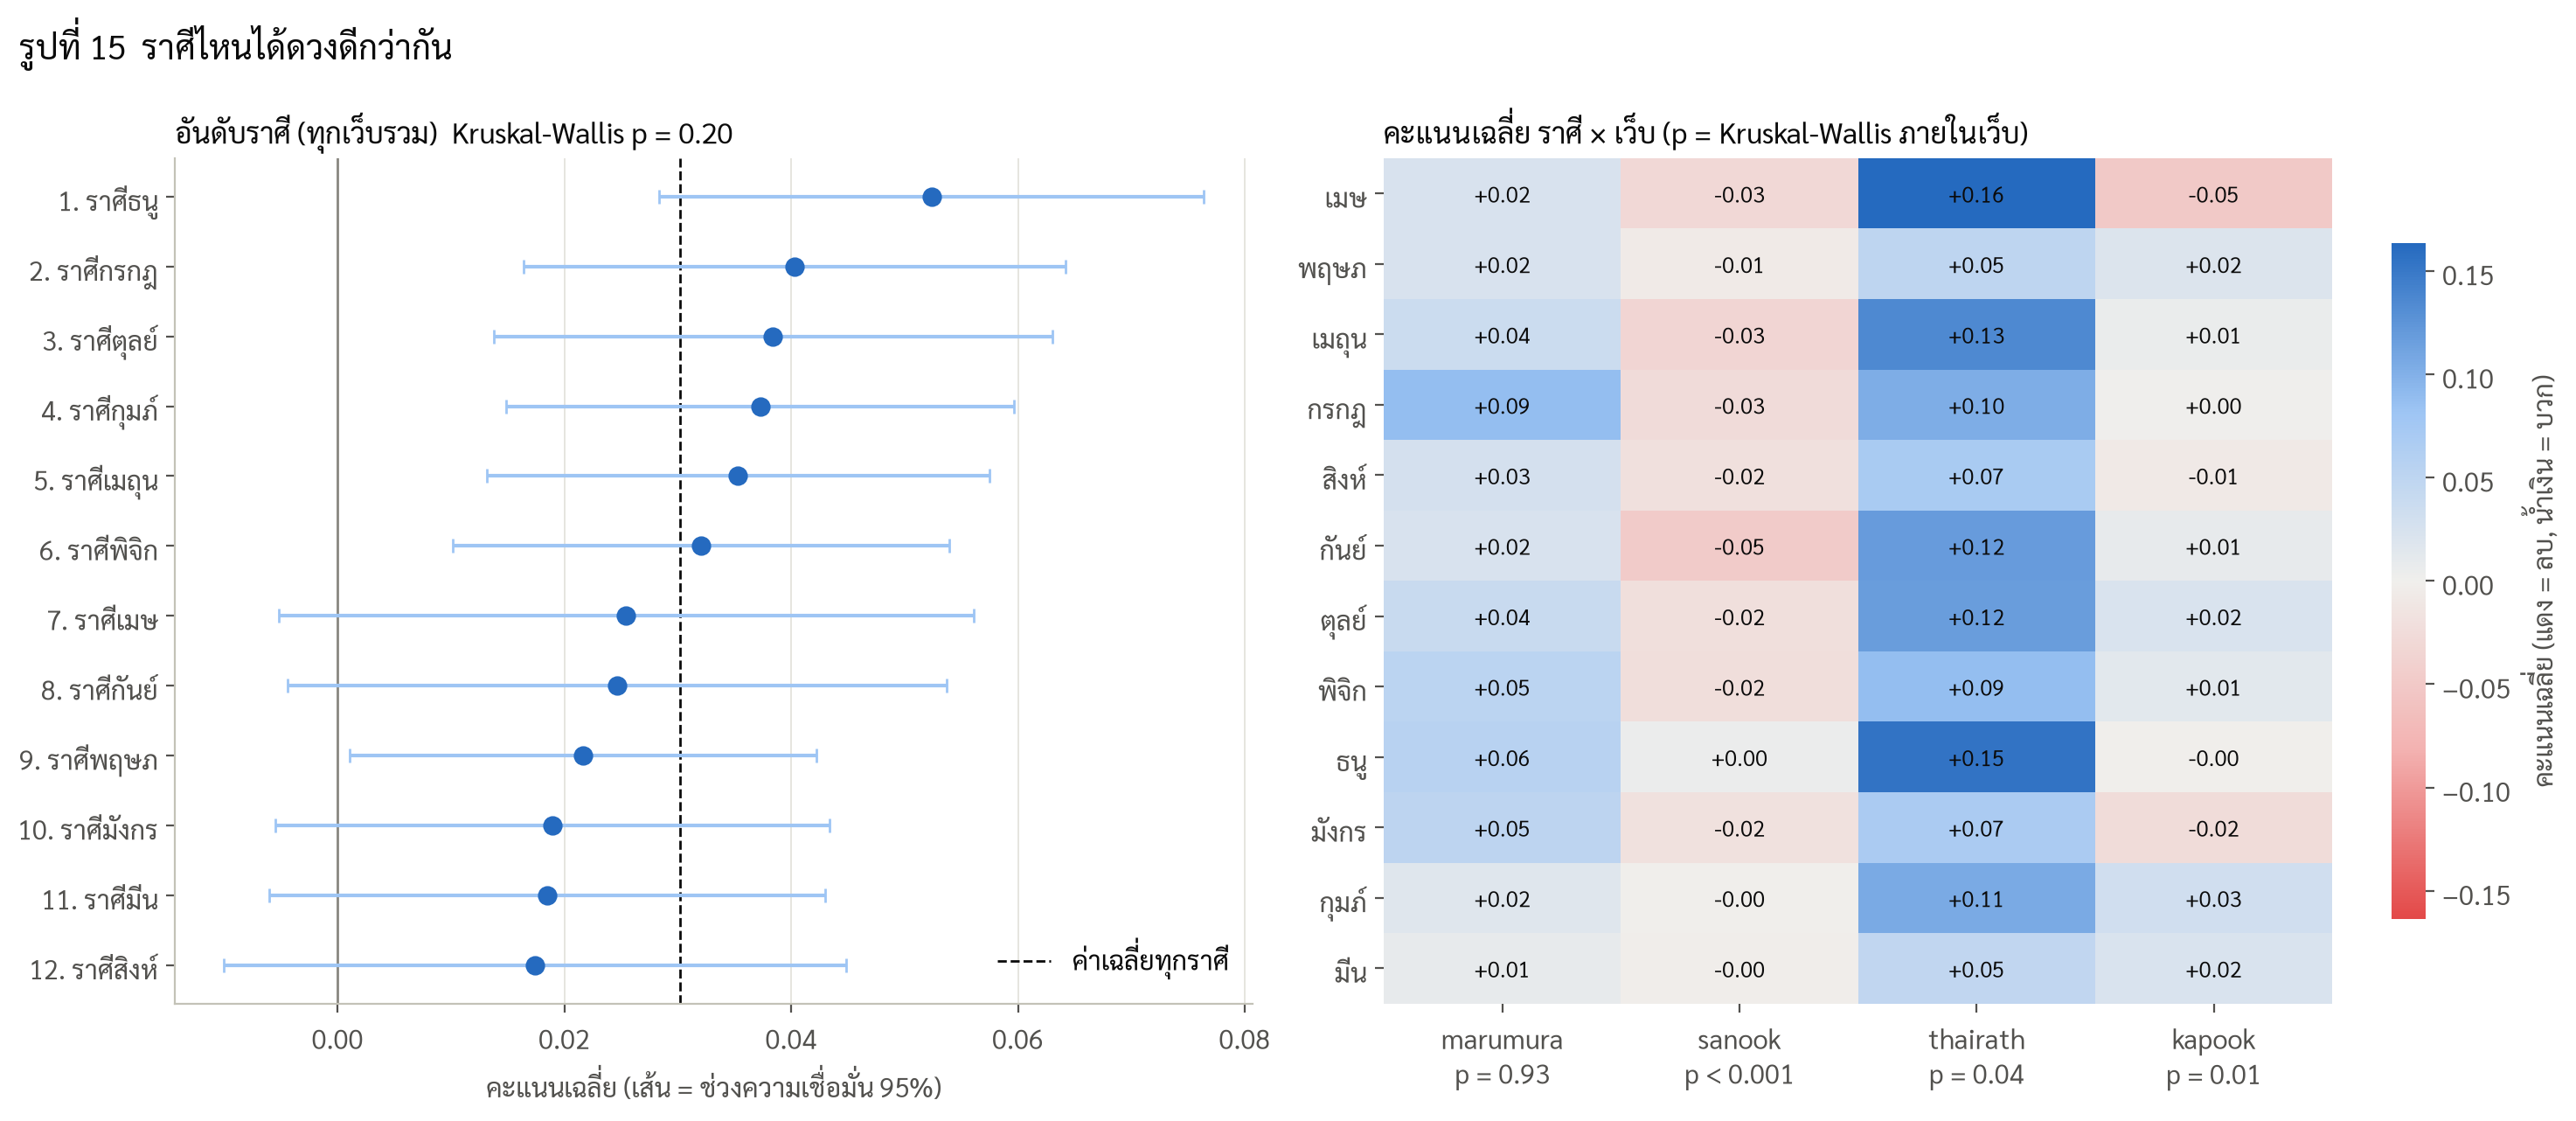 รูปที่ 15 ราศีไหนได้ดวงดีกว่ากัน
อันดับราศี (ทุกเว็บรวม) Kruskal-Wallis p = 0.20
1. ราศีธนู
2. ราศีกรกฎ
3. ราศีตุลย์
4. ราศีกุมภ์
5. ราศีเมถุน
6. ราศีพิจิก
7. ราศีเมษ
8. ราศีกันย์
9. ราศีพฤษภ
10. ราศีมังกร
11. ราศีมีน
12. ราศีสิงห์
ค่าเฉลี่ยทุกราศี
0.00 0.02 0.04 0.06 0.08
คะแนนเฉลี่ย (เส้น = ช่วงความเชื่อมั่น 95%)
คะแนนเฉลี่ย ราศี × เว็บ (p = Kruskal-Wallis ภายในเว็บ)
เมษ +0.02 -0.03 +0.16 -0.05
พฤษภ +0.02 -0.01 +0.05 +0.02
เมถุน +0.04 -0.03 +0.13 +0.01
กรกฎ +0.09 -0.03 +0.10 +0.00
สิงห์ +0.03 -0.02 +0.07 -0.01
กันย์ +0.02 -0.05 +0.12 +0.01
ตุลย์ +0.04 -0.02 +0.12 +0.02
พิจิก +0.05 -0.02 +0.09 +0.01
ธนู +0.06 +0.00 +0.15 -0.00
มังกร +0.05 -0.02 +0.07 -0.02
กุมภ์ +0.02 -0.00 +0.11 +0.03
มีน +0.01 -0.00 +0.05 +0.02
marumura sanook thairath kapook
p = 0.93 p < 0.001 p = 0.04 p = 0.01
0.15
0.10
0.05
0.00
−0.05
−0.10
−0.15
คะแนนเฉลี่ย (แดง = ลบ, น้ำเงิน = บวก)